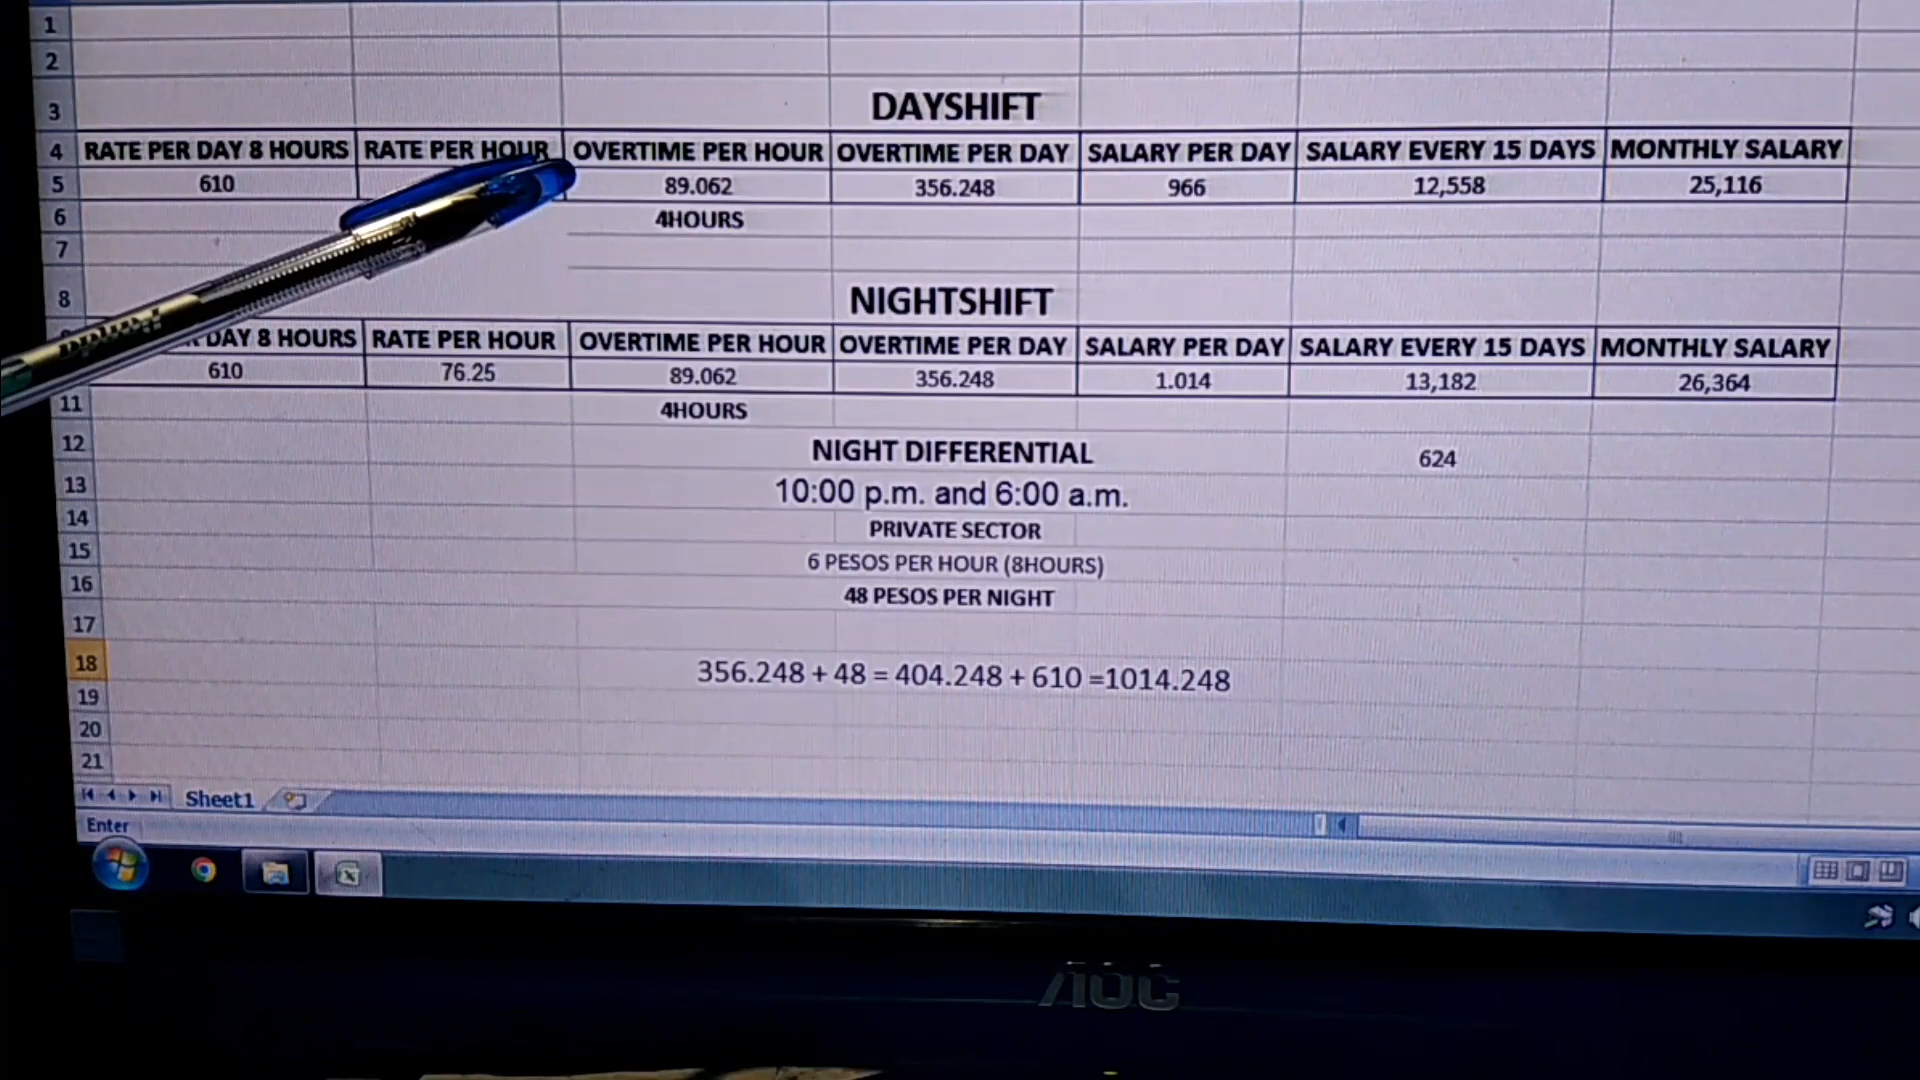 1
2
3 DAYSHIFT
4 RATE PER DAY 8 HOURS RATE PER HOUR OVERTIME PER HOUR OVERTIME PER DAY SALARY PER DAY SALARY EVERY 15 DAYS MONTHLY SALARY
5 610 89.062 356.248 966 12,558 25,116
6 4HOURS
7
8 NIGHTSHIFT
DAY 8 HOURS RATE PER HOUR OVERTIME PER HOUR OVERTIME PER DAY SALARY PER DAY SALARY EVERY 15 DAYS MONTHLY SALARY
610 76.25 89.062 356.248 1.014 13,182 26,364
11 4HOURS
12 NIGHT DIFFERENTIAL 624
13 10:00 p.m. and 6:00 a.m.
14 PRIVATE SECTOR
15 6 PESOS PER HOUR (8HOURS)
16 48 PESOS PER NIGHT
17
18 356.248 + 48 = 404.248 + 610 =1014.248
19
20
21
Sheet1
Enter
AOC